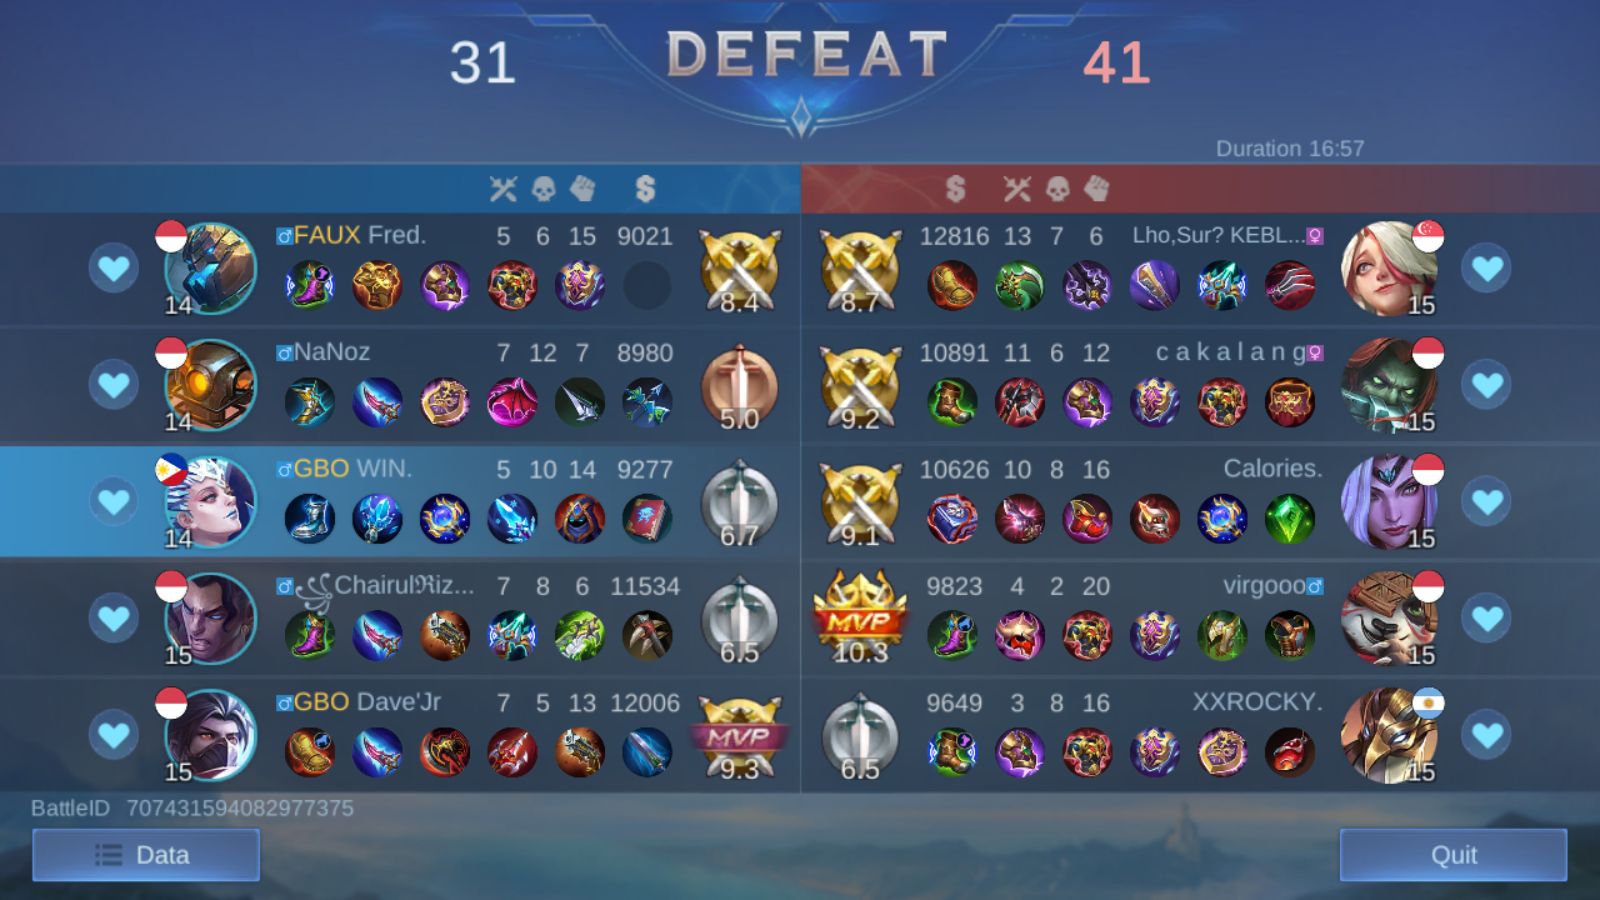 31 DEFEAT 41
Duration 16:57
FAUX Fred. 5 6 15 9021
14 8.4
12816 13 7 6 Lho,Sur? KEBL...
8.7 15
NaNoz 7 12 7 8980
14 5.0
10891 11 6 12 c a k a l a n g
9.2 15
GBO WIN. 5 10 14 9277
14 6.7
10626 10 8 16 Calories.
9.1 15
ChairulℜRiz... 7 8 6 11534
15 6.5
9823 4 2 20 virgooo
MVP
10.3 15
GBO Dave'Jr 7 5 13 12006
MVP
15 9.3
9649 3 8 16 XXROCKY.
6.5 15
BattleID 707431594082977375
Data
Quit